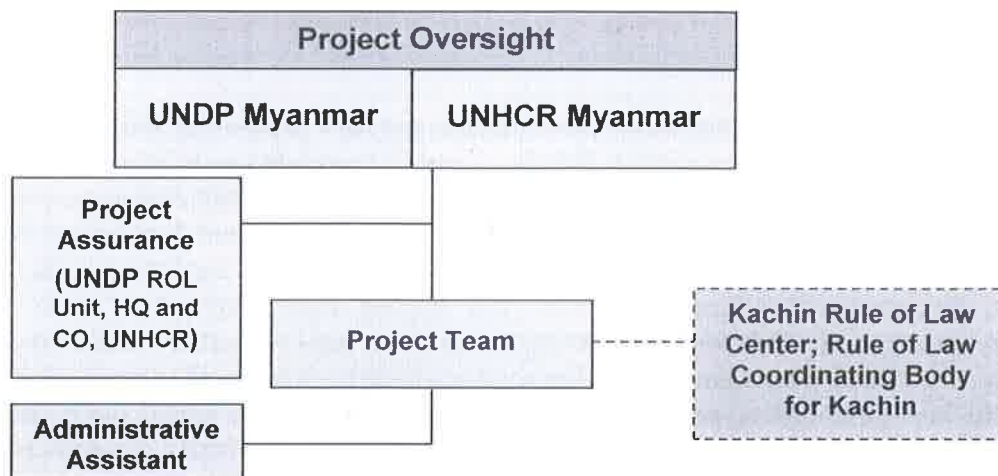 Project Oversight
UNDP Myanmar
UNHCR Myanmar
Project
Assurance
(UNDP ROL
Unit, HQ and
CO, UNHCR)
Project Team
Kachin Rule of Law
Center; Rule of Law
Coordinating Body
for Kachin
Administrative
Assistant